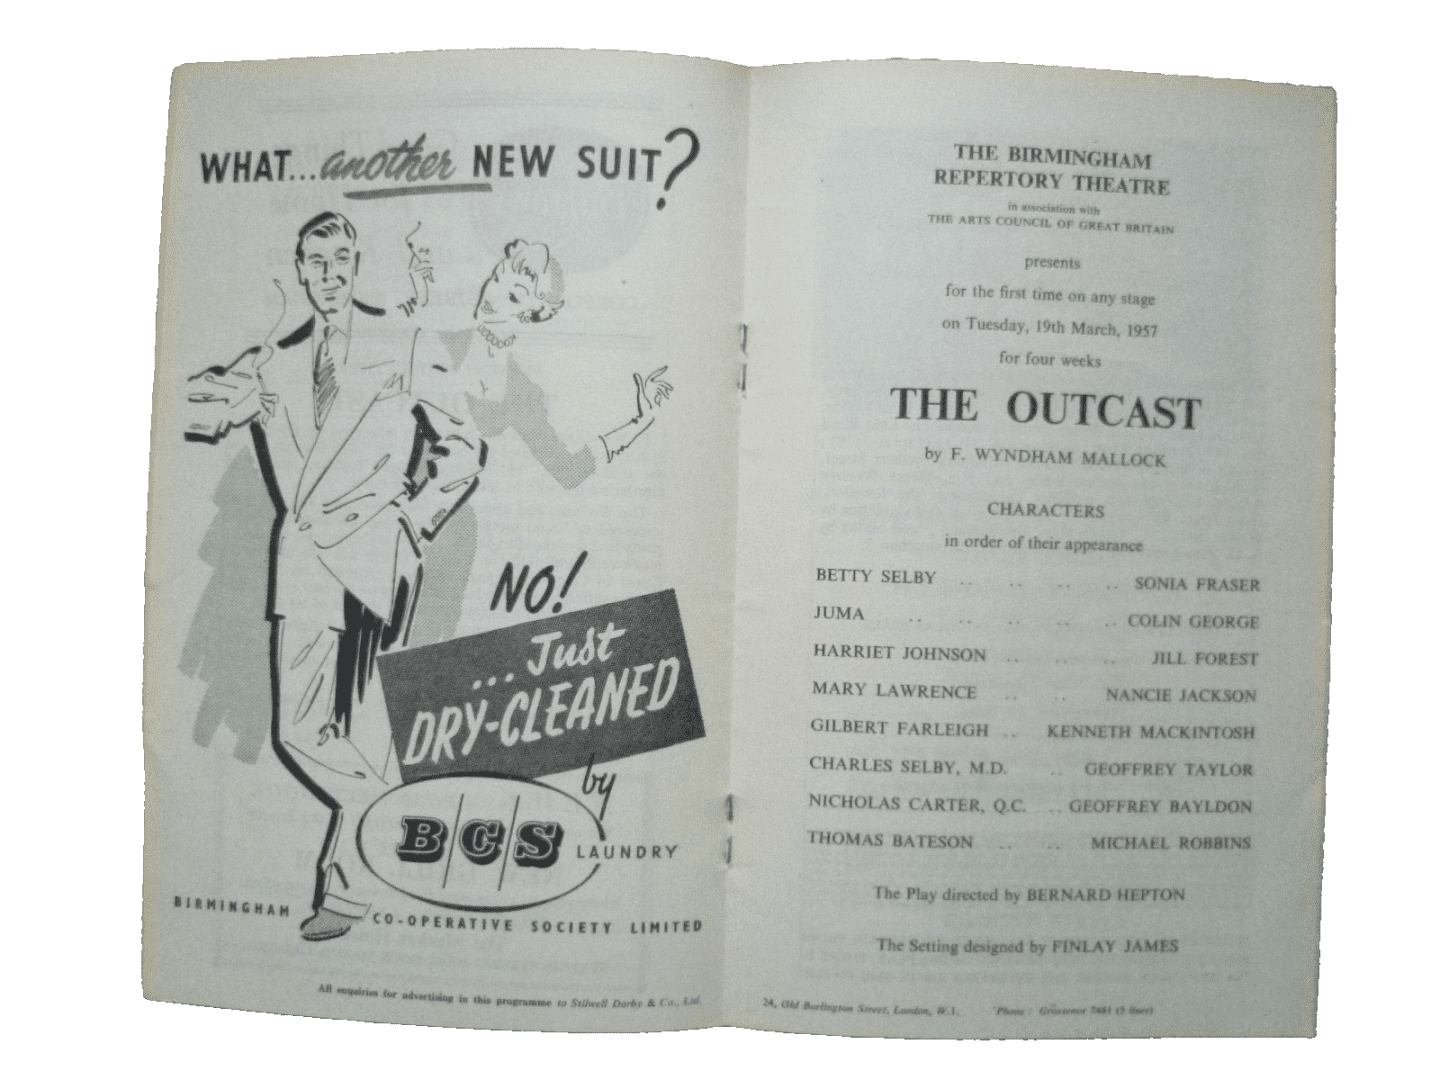 WHAT...another NEW SUIT?
NO!
...Just
DRY-CLEANED
by
BCS
LAUNDRY
BIRMINGHAM CO-OPERATIVE SOCIETY LIMITED
All enquiries for advertising in this programme to Stilwell Darby & Co., Ltd.
THE BIRMINGHAM
REPERTORY THEATRE
in association with
THE ARTS COUNCIL OF GREAT BRITAIN
presents
for the first time on any stage
on Tuesday, 19th March, 1957
for four weeks
THE OUTCAST
by F. WYNDHAM MALLOCK
CHARACTERS
in order of their appearance
BETTY SELBY .. .. .. .. SONIA FRASER
JUMA .. .. .. .. COLIN GEORGE
HARRIET JOHNSON .. .. .. JILL FOREST
MARY LAWRENCE .. .. NANCIE JACKSON
GILBERT FARLEIGH .. KENNETH MACKINTOSH
CHARLES SELBY, M.D. .. GEOFFREY TAYLOR
NICHOLAS CARTER, Q.C. .. GEOFFREY BAYLDON
THOMAS BATESON .. .. MICHAEL ROBBINS
The Play directed by BERNARD HEPTON
The Setting designed by FINLAY JAMES
24, Old Burlington Street, London, W.1. 'Phone: Grosvenor 7481 (5 lines)